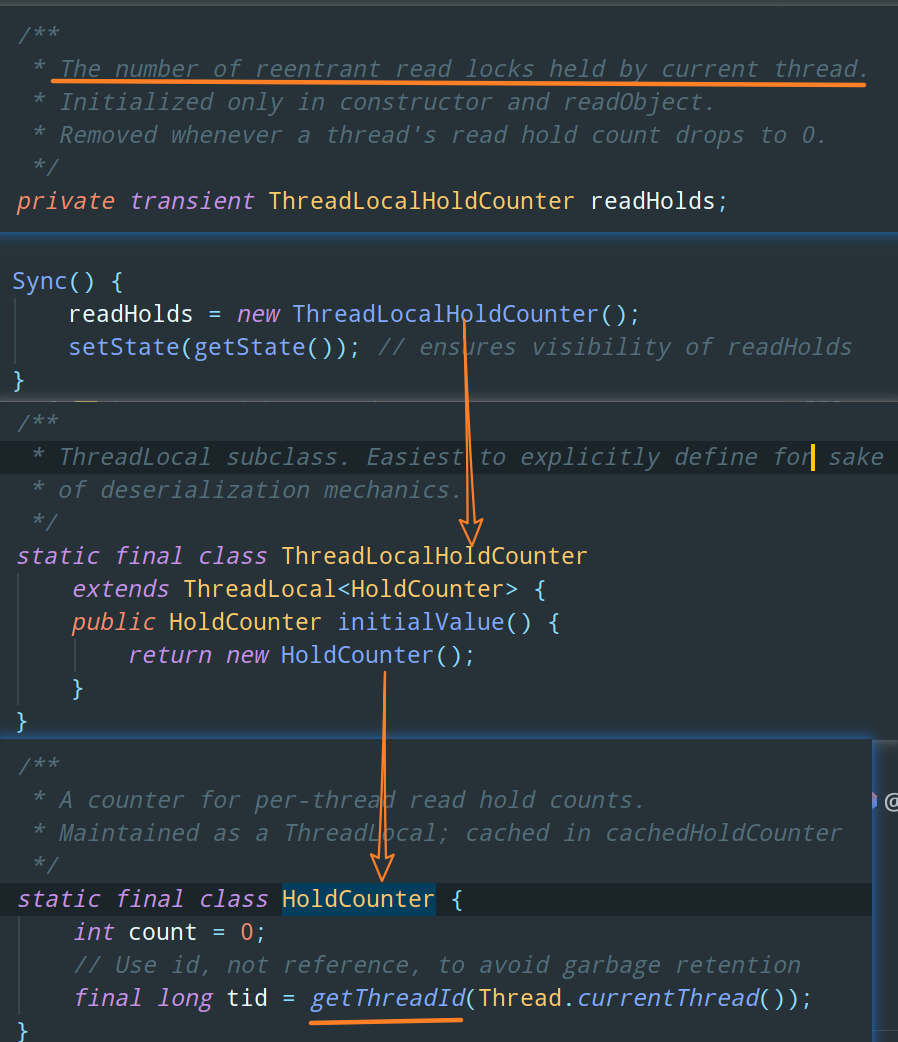 /**
 * The number of reentrant read locks held by current thread.
 * Initialized only in constructor and readObject.
 * Removed whenever a thread's read hold count drops to 0.
 */
private transient ThreadLocalHoldCounter readHolds;
Sync() {
    readHolds = new ThreadLocalHoldCounter();
    setState(getState()); // ensures visibility of readHolds
}
/**
 * ThreadLocal subclass. Easiest to explicitly define for sake
 * of deserialization mechanics.
 */
static final class ThreadLocalHoldCounter
    extends ThreadLocal<HoldCounter> {
    public HoldCounter initialValue() {
        return new HoldCounter();
    }
}
/**
 * A counter for per-thread read hold counts.
 * Maintained as a ThreadLocal; cached in cachedHoldCounter
 */
static final class HoldCounter {
    int count = 0;
    // Use id, not reference, to avoid garbage retention
    final long tid = getThreadId(Thread.currentThread());
}
@